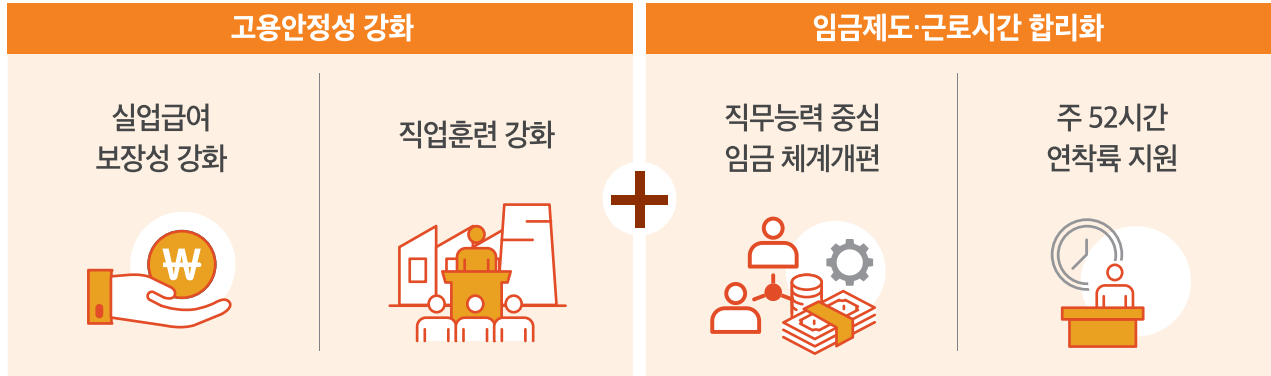 고용안정성 강화
실업급여
보장성 강화
직업훈련 강화
₩
임금제도·근로시간 합리화
직무능력 중심
임금 체계개편
주 52시간
연착륙 지원